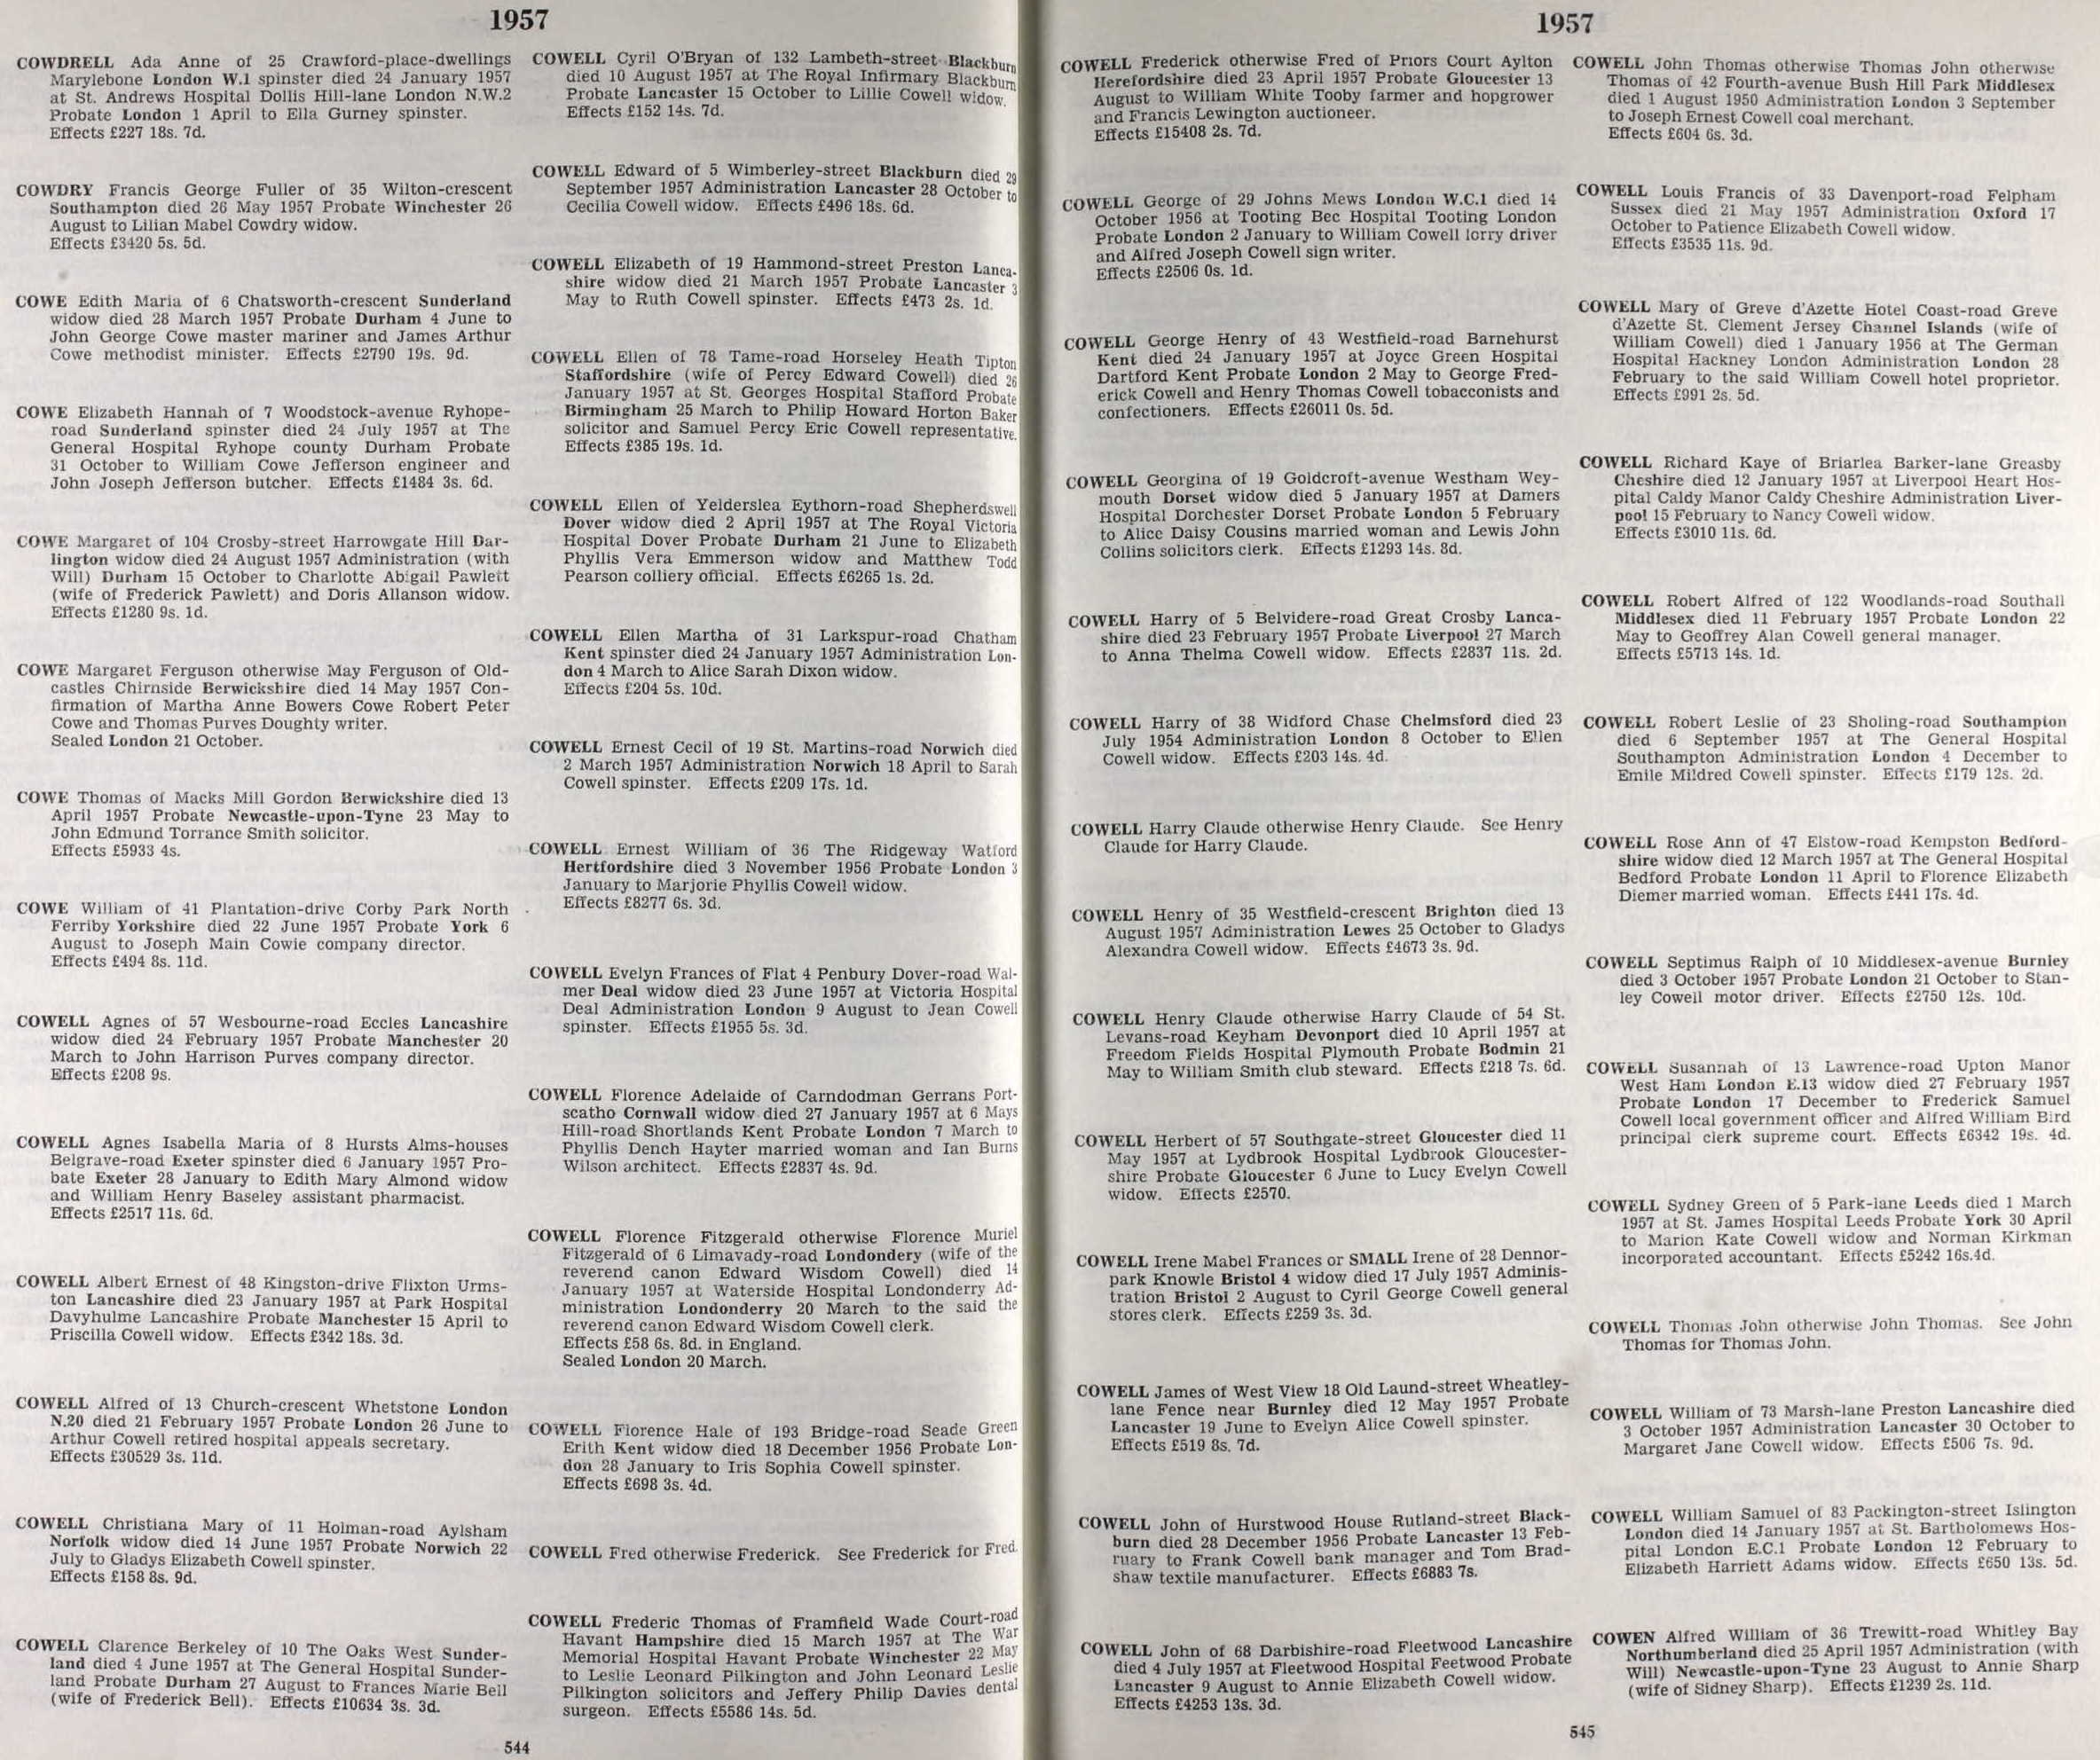 1957
COWDRELL Ada Anne of 25 Crawford-place-dwellings
Marylebone London W.1 spinster died 24 January 1957
at St. Andrews Hospital Dollis Hill-lane London N.W.2
Probate London 1 April to Ella Gurney spinster.
Effects £227 18s. 7d.
COWDRY Francis George Fuller of 35 Wilton-crescent
Southampton died 26 May 1957 Probate Winchester 26
August to Lilian Mabel Cowdry widow.
Effects £3420 5s. 5d.
COWE Edith Maria of 6 Chatsworth-crescent Sunderland
widow died 28 March 1957 Probate Durham 4 June to
John George Cowe master mariner and James Arthur
Cowe methodist minister. Effects £2790 19s. 9d.
COWE Elizabeth Hannah of 7 Woodstock-avenue Ryhope-
road Sunderland spinster died 24 July 1957 at The
General Hospital Ryhope county Durham Probate
31 October to William Cowe Jefferson engineer and
John Joseph Jefferson butcher. Effects £1484 3s. 6d.
COWE Margaret of 104 Crosby-street Harrowgate Hill Dar-
lington widow died 24 August 1957 Administration (with
Will) Durham 15 October to Charlotte Abigail Pawlett
(wife of Frederick Pawlett) and Doris Allanson widow.
Effects £1280 9s. 1d.
COWE Margaret Ferguson otherwise May Ferguson of Old-
castles Chirnside Berwickshire died 14 May 1957 Con-
firmation of Martha Anne Bowers Cowe Robert Peter
Cowe and Thomas Purves Doughty writer.
Sealed London 21 October.
COWE Thomas of Macks Mill Gordon Berwickshire died 13
April 1957 Probate Newcastle-upon-Tyne 23 May to
John Edmund Torrance Smith solicitor.
Effects £5933 4s.
COWE William of 41 Plantation-drive Corby Park North
Ferriby Yorkshire died 22 June 1957 Probate York 6
August to Joseph Main Cowie company director.
Effects £494 8s. 11d.
COWELL Agnes of 57 Wesbourne-road Eccles Lancashire
widow died 24 February 1957 Probate Manchester 20
March to John Harrison Purves company director.
Effects £208 9s.
COWELL Agnes Isabella Maria of 8 Hursts Alms-houses
Belgrave-road Exeter spinster died 6 January 1957 Pro-
bate Exeter 28 January to Edith Mary Almond widow
and William Henry Baseley assistant pharmacist.
Effects £2517 11s. 6d.
COWELL Albert Ernest of 48 Kingston-drive Flixton Urms-
ton Lancashire died 23 January 1957 at Park Hospital
Davyhulme Lancashire Probate Manchester 15 April to
Priscilla Cowell widow. Effects £342 18s. 3d.
COWELL Alfred of 13 Church-crescent Whetstone London
N.20 died 21 February 1957 Probate London 26 June to
Arthur Cowell retired hospital appeals secretary.
Effects £30529 3s. 11d.
COWELL Christiana Mary of 11 Holman-road Aylsham
Norfolk widow died 14 June 1957 Probate Norwich 22
July to Gladys Elizabeth Cowell spinster.
Effects £158 8s. 9d.
COWELL Clarence Berkeley of 10 The Oaks West Sunder-
land died 4 June 1957 at The General Hospital Sunder-
land Probate Durham 27 August to Frances Marie Bell
(wife of Frederick Bell). Effects £10634 3s. 3d.
COWELL Cyril O'Bryan of 132 Lambeth-street Blackburn
died 10 August 1957 at The Royal Infirmary Blackburn
Probate Lancaster 15 October to Lillie Cowell widow.
Effects £152 14s. 7d.
COWELL Edward of 5 Wimberley-street Blackburn died 29
September 1957 Administration Lancaster 28 October to
Cecilia Cowell widow. Effects £496 18s. 6d.
COWELL Elizabeth of 19 Hammond-street Preston Lanca-
shire widow died 21 March 1957 Probate Lancaster 3
May to Ruth Cowell spinster. Effects £473 2s. 1d.
COWELL Ellen of 78 Tame-road Horseley Heath Tipton
Staffordshire (wife of Percy Edward Cowell) died 26
January 1957 at St. Georges Hospital Stafford Probate
Birmingham 25 March to Philip Howard Horton Baker
solicitor and Samuel Percy Eric Cowell representative.
Effects £385 19s. 1d.
COWELL Ellen of Yelderslea Eythorn-road Shepherdswell
Dover widow died 2 April 1957 at The Royal Victoria
Hospital Dover Probate Durham 21 June to Elizabeth
Phyllis Vera Emmerson widow and Matthew Todd
Pearson colliery official. Effects £6265 1s. 2d.
COWELL Ellen Martha of 31 Larkspur-road Chatham
Kent spinster died 24 January 1957 Administration Lon-
don 4 March to Alice Sarah Dixon widow.
Effects £204 5s. 10d.
COWELL Ernest Cecil of 19 St. Martins-road Norwich died
2 March 1957 Administration Norwich 18 April to Sarah
Cowell spinster. Effects £209 17s. 1d.
COWELL Ernest William of 36 The Ridgeway Watford
Hertfordshire died 3 November 1956 Probate London 3
January to Marjorie Phyllis Cowell widow.
Effects £8277 6s. 3d.
COWELL Evelyn Frances of Flat 4 Penbury Dover-road Wal-
mer Deal widow died 23 June 1957 at Victoria Hospital
Deal Administration London 9 August to Jean Cowell
spinster. Effects £1955 5s. 3d.
COWELL Florence Adelaide of Carndodman Gerrans Port-
scatho Cornwall widow died 27 January 1957 at 6 Mays
Hill-road Shortlands Kent Probate London 7 March to
Phyllis Dench Hayter married woman and Ian Burns
Wilson architect. Effects £2837 4s. 9d.
COWELL Florence Fitzgerald otherwise Florence Muriel
Fitzgerald of 6 Limavady-road Londondery (wife of the
reverend canon Edward Wisdom Cowell) died 14
January 1957 at Waterside Hospital Londonderry Ad-
ministration Londonderry 20 March to the said the
reverend canon Edward Wisdom Cowell clerk.
Effects £58 6s. 8d. in England.
Sealed London 20 March.
COWELL Florence Hale of 193 Bridge-road Seade Green
Erith Kent widow died 18 December 1956 Probate Lon-
don 28 January to Iris Sophia Cowell spinster.
Effects £698 3s. 4d.
COWELL Fred otherwise Frederick. See Frederick for Fred.
COWELL Frederic Thomas of Framfield Wade Court-road
Havant Hampshire died 15 March 1957 at The War
Memorial Hospital Havant Probate Winchester 22 May
to Leslie Leonard Pilkington and John Leonard Leslie
Pilkington solicitors and Jeffery Philip Davies dental
surgeon. Effects £5586 14s. 5d.
544
1957
COWELL Frederick otherwise Fred of Priors Court Aylton
Herefordshire died 23 April 1957 Probate Gloucester 13
August to William White Tooby farmer and hopgrower
and Francis Lewington auctioneer.
Effects £15408 2s. 7d.
COWELL George of 29 Johns Mews London W.C.1 died 14
October 1956 at Tooting Bec Hospital Tooting London
Probate London 2 January to William Cowell lorry driver
and Alfred Joseph Cowell sign writer.
Effects £2506 0s. 1d.
COWELL George Henry of 43 Westfield-road Barnehurst
Kent died 24 January 1957 at Joyce Green Hospital
Dartford Kent Probate London 2 May to George Fred-
erick Cowell and Henry Thomas Cowell tobacconists and
confectioners. Effects £26011 0s. 5d.
COWELL Georgina of 19 Goldcroft-avenue Westham Wey-
mouth Dorset widow died 5 January 1957 at Damers
Hospital Dorchester Dorset Probate London 5 February
to Alice Daisy Cousins married woman and Lewis John
Collins solicitors clerk. Effects £1293 14s. 8d.
COWELL Harry of 5 Belvidere-road Great Crosby Lanca-
shire died 23 February 1957 Probate Liverpool 27 March
to Anna Thelma Cowell widow. Effects £2837 11s. 2d.
COWELL Harry of 38 Widford Chase Chelmsford died 23
July 1954 Administration London 8 October to Ellen
Cowell widow. Effects £203 14s. 4d.
COWELL Harry Claude otherwise Henry Claude. See Henry
Claude for Harry Claude.
COWELL Henry of 35 Westfield-crescent Brighton died 13
August 1957 Administration Lewes 25 October to Gladys
Alexandra Cowell widow. Effects £4673 3s. 9d.
COWELL Henry Claude otherwise Harry Claude of 54 St.
Levans-road Keyham Devonport died 10 April 1957 at
Freedom Fields Hospital Plymouth Probate Bodmin 21
May to William Smith club steward. Effects £218 7s. 6d.
COWELL Herbert of 57 Southgate-street Gloucester died 11
May 1957 at Lydbrook Hospital Lydbrook Gloucester-
shire Probate Gloucester 6 June to Lucy Evelyn Cowell
widow. Effects £2570.
COWELL Irene Mabel Frances or SMALL Irene of 28 Dennor-
park Knowle Bristol 4 widow died 17 July 1957 Adminis-
tration Bristol 2 August to Cyril George Cowell general
stores clerk. Effects £259 3s. 3d.
COWELL James of West View 18 Old Laund-street Wheatley-
lane Fence near Burnley died 12 May 1957 Probate
Lancaster 19 June to Evelyn Alice Cowell spinster.
Effects £519 8s. 7d.
COWELL John of Hurstwood House Rutland-street Black-
burn died 28 December 1956 Probate Lancaster 13 Feb-
ruary to Frank Cowell bank manager and Tom Brad-
shaw textile manufacturer. Effects £6883 7s.
COWELL John of 68 Darbishire-road Fleetwood Lancashire
died 4 July 1957 at Fleetwood Hospital Feetwood Probate
Lancaster 9 August to Annie Elizabeth Cowell widow.
Effects £4253 13s. 3d.
COWELL John Thomas otherwise Thomas John otherwise
Thomas of 42 Fourth-avenue Bush Hill Park Middlesex
died 1 August 1950 Administration London 3 September
to Joseph Ernest Cowell coal merchant.
Effects £604 6s. 3d.
COWELL Louis Francis of 33 Davenport-road Felpham
Sussex died 21 May 1957 Administration Oxford 17
October to Patience Elizabeth Cowell widow.
Effects £3535 11s. 9d.
COWELL Mary of Greve d'Azette Hotel Coast-road Greve
d'Azette St. Clement Jersey Channel Islands (wife of
William Cowell) died 1 January 1956 at The German
Hospital Hackney London Administration London 28
February to the said William Cowell hotel proprietor.
Effects £991 2s. 5d.
COWELL Richard Kaye of Briarlea Barker-lane Greasby
Cheshire died 12 January 1957 at Liverpool Heart Hos-
pital Caldy Manor Caldy Cheshire Administration Liver-
pool 15 February to Nancy Cowell widow.
Effects £3010 11s. 6d.
COWELL Robert Alfred of 122 Woodlands-road Southall
Middlesex died 11 February 1957 Probate London 22
May to Geoffrey Alan Cowell general manager.
Effects £5713 14s. 1d.
COWELL Robert Leslie of 23 Sholing-road Southampton
died 6 September 1957 at The General Hospital
Southampton Administration London 4 December to
Emile Mildred Cowell spinster. Effects £179 12s. 2d.
COWELL Rose Ann of 47 Elstow-road Kempston Bedford-
shire widow died 12 March 1957 at The General Hospital
Bedford Probate London 11 April to Florence Elizabeth
Diemer married woman. Effects £441 17s. 4d.
COWELL Septimus Ralph of 10 Middlesex-avenue Burnley
died 3 October 1957 Probate London 21 October to Stan-
ley Cowell motor driver. Effects £2750 12s. 10d.
COWELL Susannah of 13 Lawrence-road Upton Manor
West Ham London E.13 widow died 27 February 1957
Probate London 17 December to Frederick Samuel
Cowell local government officer and Alfred William Bird
principal clerk supreme court. Effects £6342 19s. 4d.
COWELL Sydney Green of 5 Park-lane Leeds died 1 March
1957 at St. James Hospital Leeds Probate York 30 April
to Marion Kate Cowell widow and Norman Kirkman
incorporated accountant. Effects £5242 16s.4d.
COWELL Thomas John otherwise John Thomas. See John
Thomas for Thomas John.
COWELL William of 73 Marsh-lane Preston Lancashire died
3 October 1957 Administration Lancaster 30 October to
Margaret Jane Cowell widow. Effects £506 7s. 9d.
COWELL William Samuel of 83 Packington-street Islington
London died 14 January 1957 at St. Bartholomews Hos-
pital London E.C.1 Probate London 12 February to
Elizabeth Harriett Adams widow. Effects £650 13s. 5d.
COWEN Alfred William of 36 Trewitt-road Whitley Bay
Northumberland died 25 April 1957 Administration (with
Will) Newcastle-upon-Tyne 23 August to Annie Sharp
(wife of Sidney Sharp). Effects £1239 2s. 11d.
545